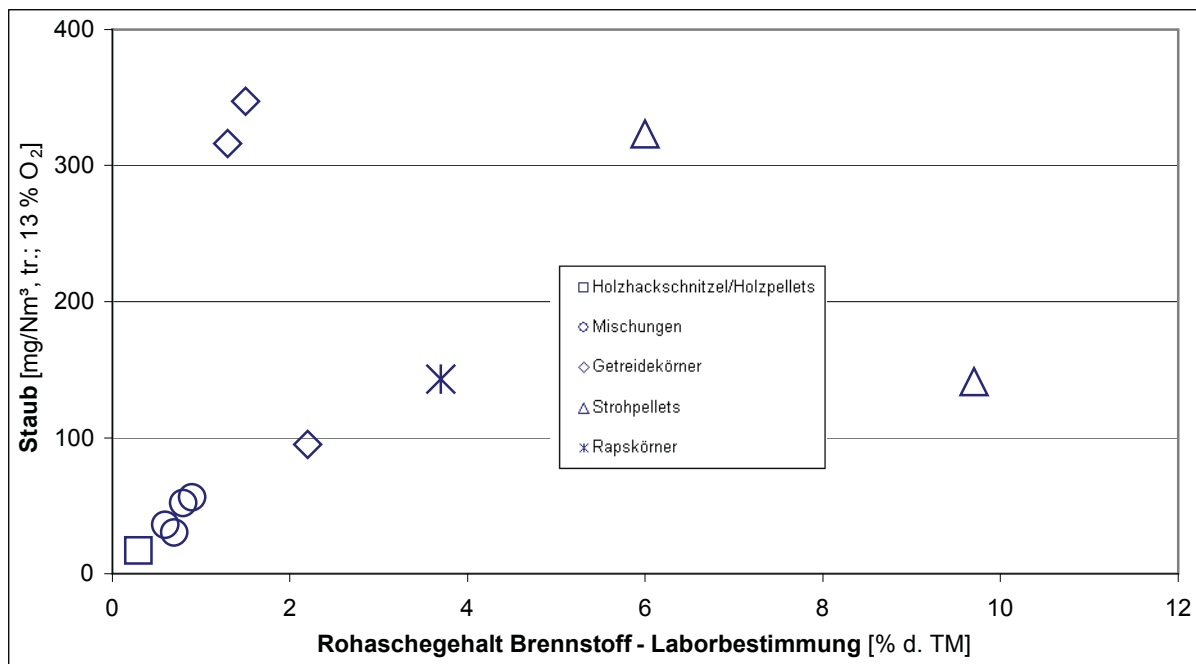 400
300
200
100
0
Staub [mg/Nm³, tr.; 13 % O₂]
Holzhackschnitzel/Holzpellets
Mischungen
Getreidekörner
Strohpellets
Rapskörner
0 2 4 6 8 10 12
Rohaschegehalt Brennstoff - Laborbestimmung [% d. TM]